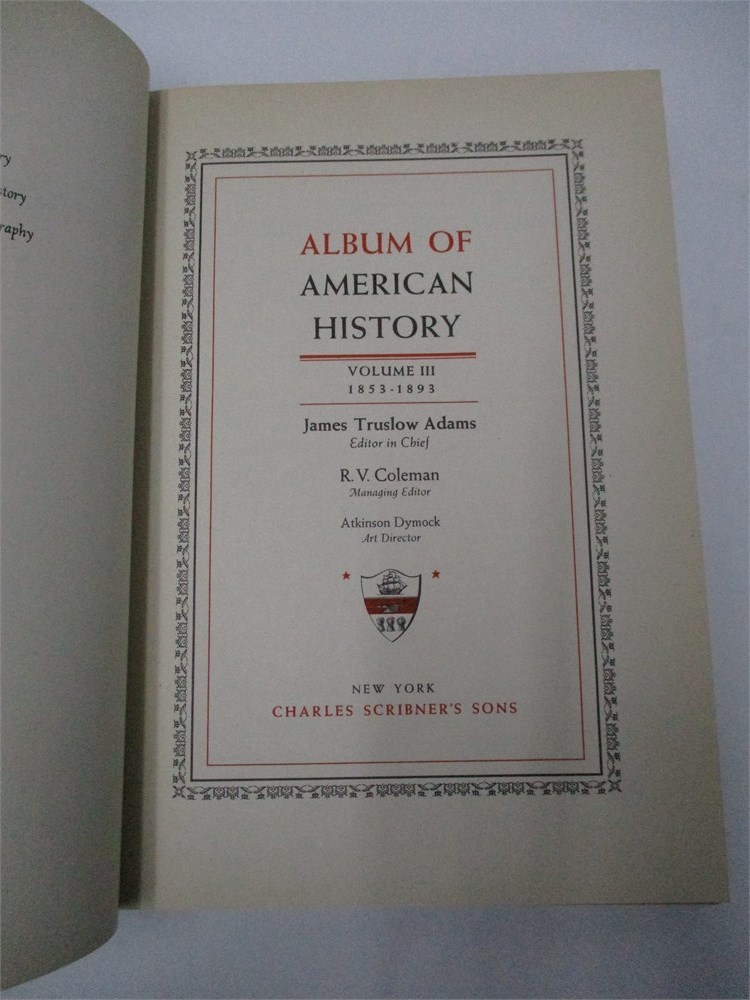 ry
story
raphy
ALBUM OF
AMERICAN
HISTORY
VOLUME III
1853-1893
James Truslow Adams
Editor in Chief
R. V. Coleman
Managing Editor
Atkinson Dymock
Art Director
NEW YORK
CHARLES SCRIBNER'S SONS